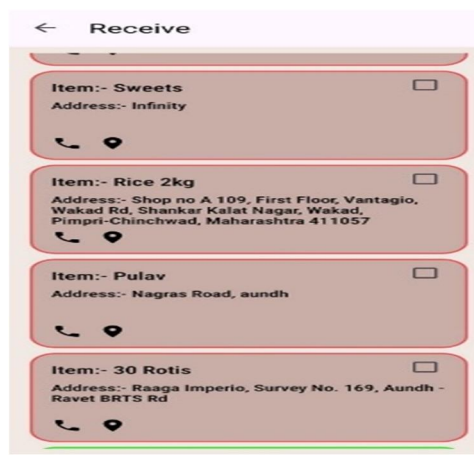 Receive
Item:- Sweets
Address:- Infinity
Item:- Rice 2kg
Address:- Shop no A 109, First Floor, Vantagio,
Wakad Rd, Shankar Kalat Nagar, Wakad,
Pimpri-Chinchwad, Maharashtra 411057
Item:- Pulav
Address:- Nagras Road, aundh
Item:- 30 Rotis
Address:- Raaga Imperio, Survey No. 169, Aundh -
Ravet BRTS Rd